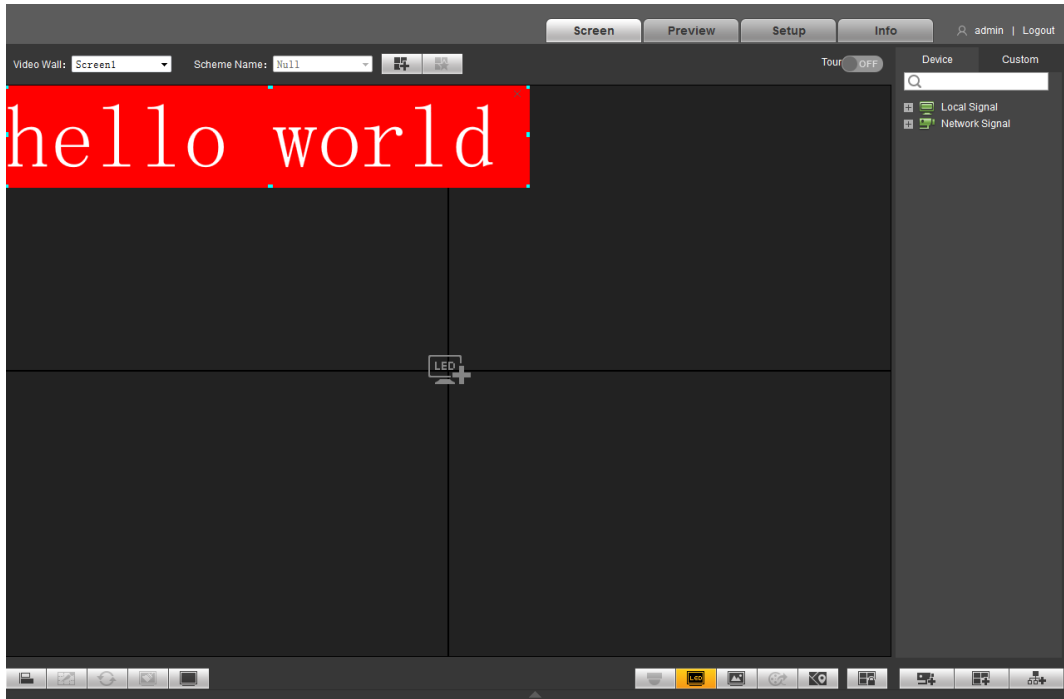 Screen Preview Setup Info admin | Logout
Video Wall: Screen1 Scheme Name: Null Tour OFF Device Custom
hello world
Local Signal
Network Signal
LED
LED